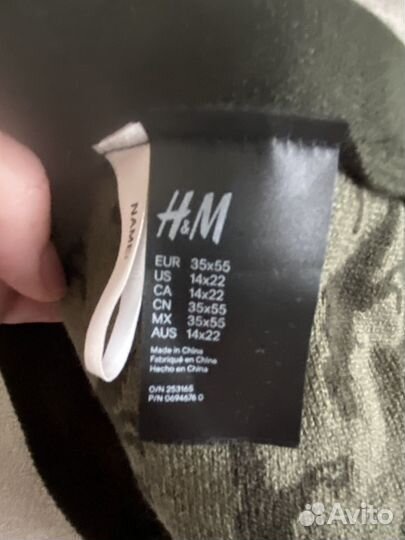 NAME:
H&M
EUR 35x55
US 14x22
CA 14x22
CN 35x55
MX 35x55
AUS 14x22
Made in China
Fabriqué en Chine
Hecho en China
O/N 253165
P/N 0694676 0
Avito